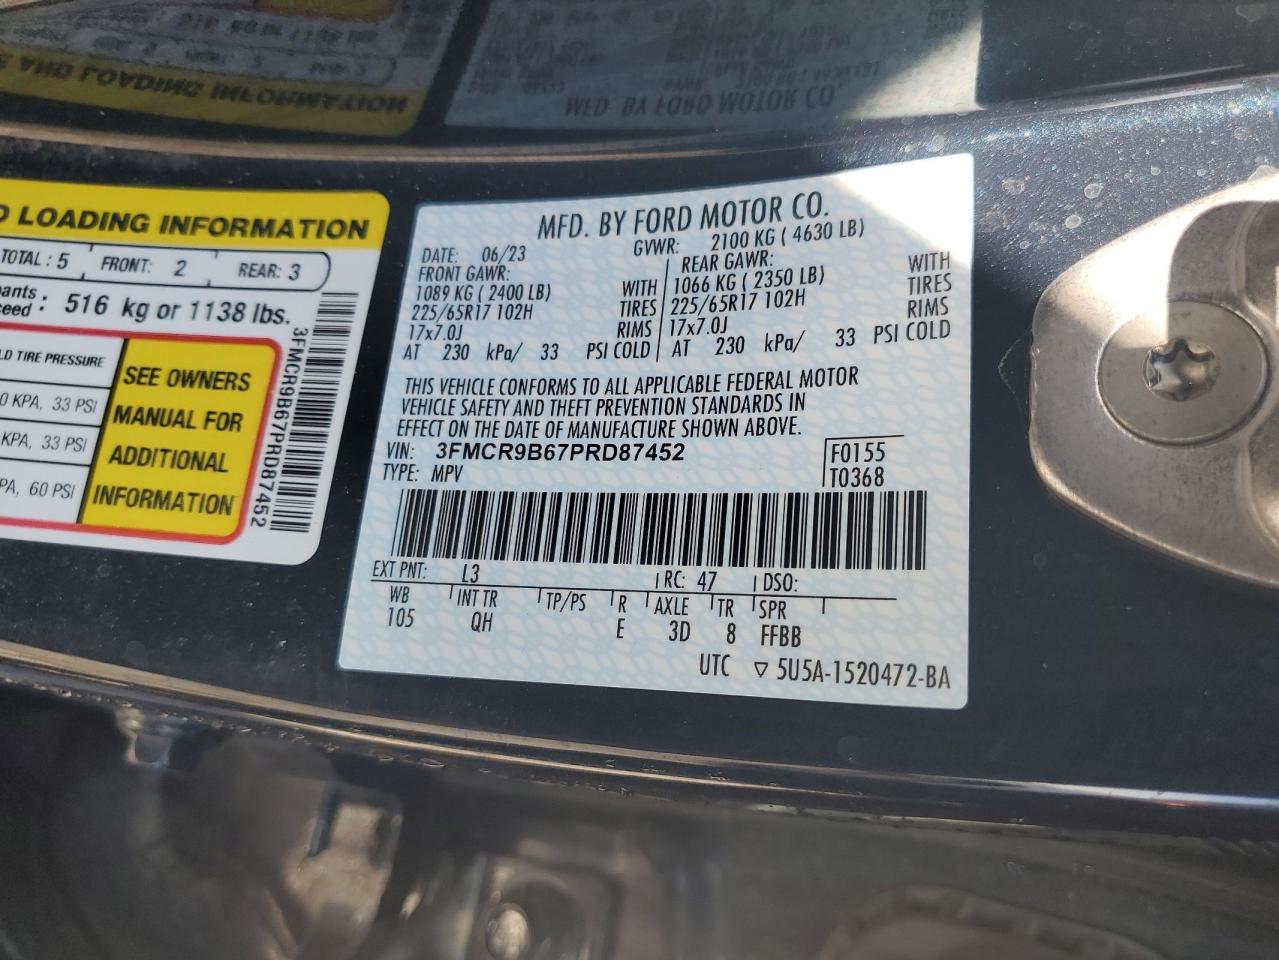 D LOADING INFORMATION
TOTAL: 5 FRONT: 2 REAR: 3
pants
ceed : 516 kg or 1138 lbs.
LD TIRE PRESSURE
0 KPA, 33 PSI
KPA, 33 PSI
PA, 60 PSI
SEE OWNERS
MANUAL FOR
ADDITIONAL
INFORMATION
3FMCR9B67PRD87452
MFD. BY FORD MOTOR CO.
DATE: 06/23 GVWR: 2100 KG ( 4630 LB)
FRONT GAWR: REAR GAWR:
1089 KG ( 2400 LB) WITH 1066 KG ( 2350 LB) WITH
225/65R17 102H TIRES 225/65R17 102H TIRES
17x7.0J RIMS 17x7.0J RIMS
AT 230 kPa/ 33 PSI COLD AT 230 kPa/ 33 PSI COLD
THIS VEHICLE CONFORMS TO ALL APPLICABLE FEDERAL MOTOR
VEHICLE SAFETY AND THEFT PREVENTION STANDARDS IN
EFFECT ON THE DATE OF MANUFACTURE SHOWN ABOVE.
VIN: 3FMCR9B67PRD87452 F0155
TYPE: MPV T0368
EXT PNT: L3 RC: 47 DSO:
WB INT TR TP/PS R AXLE TR SPR
105 QH E 3D 8 FFBB
UTC ▽ 5U5A-1520472-BA